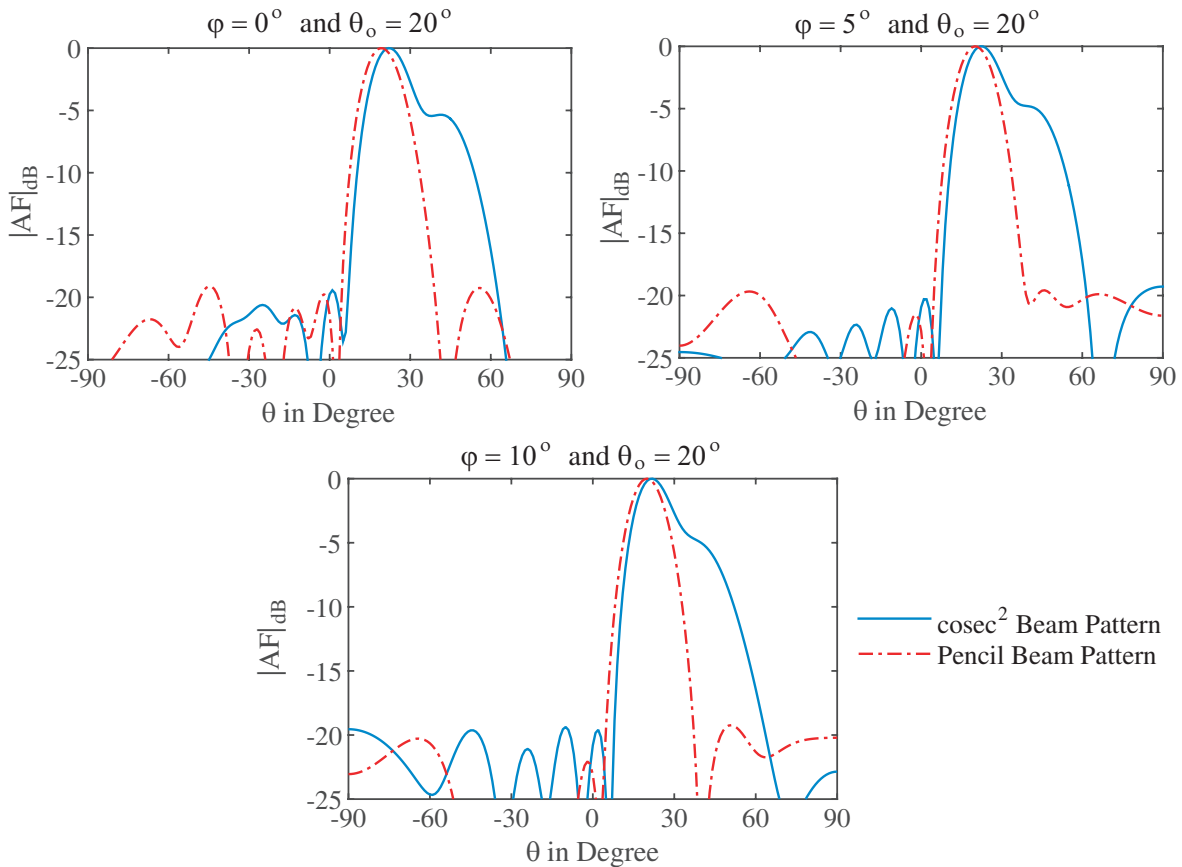 φ = 0° and θₒ = 20°
0
-5
-10
-15
-20
-25
|AF|dB
-90 -60 -30 0 30 60 90
θ in Degree
φ = 5° and θₒ = 20°
0
-5
-10
-15
-20
-25
|AF|dB
-90 -60 -30 0 30 60 90
θ in Degree
φ = 10° and θₒ = 20°
0
-5
-10
-15
-20
-25
|AF|dB
-90 -60 -30 0 30 60 90
θ in Degree
cosec² Beam Pattern
Pencil Beam Pattern